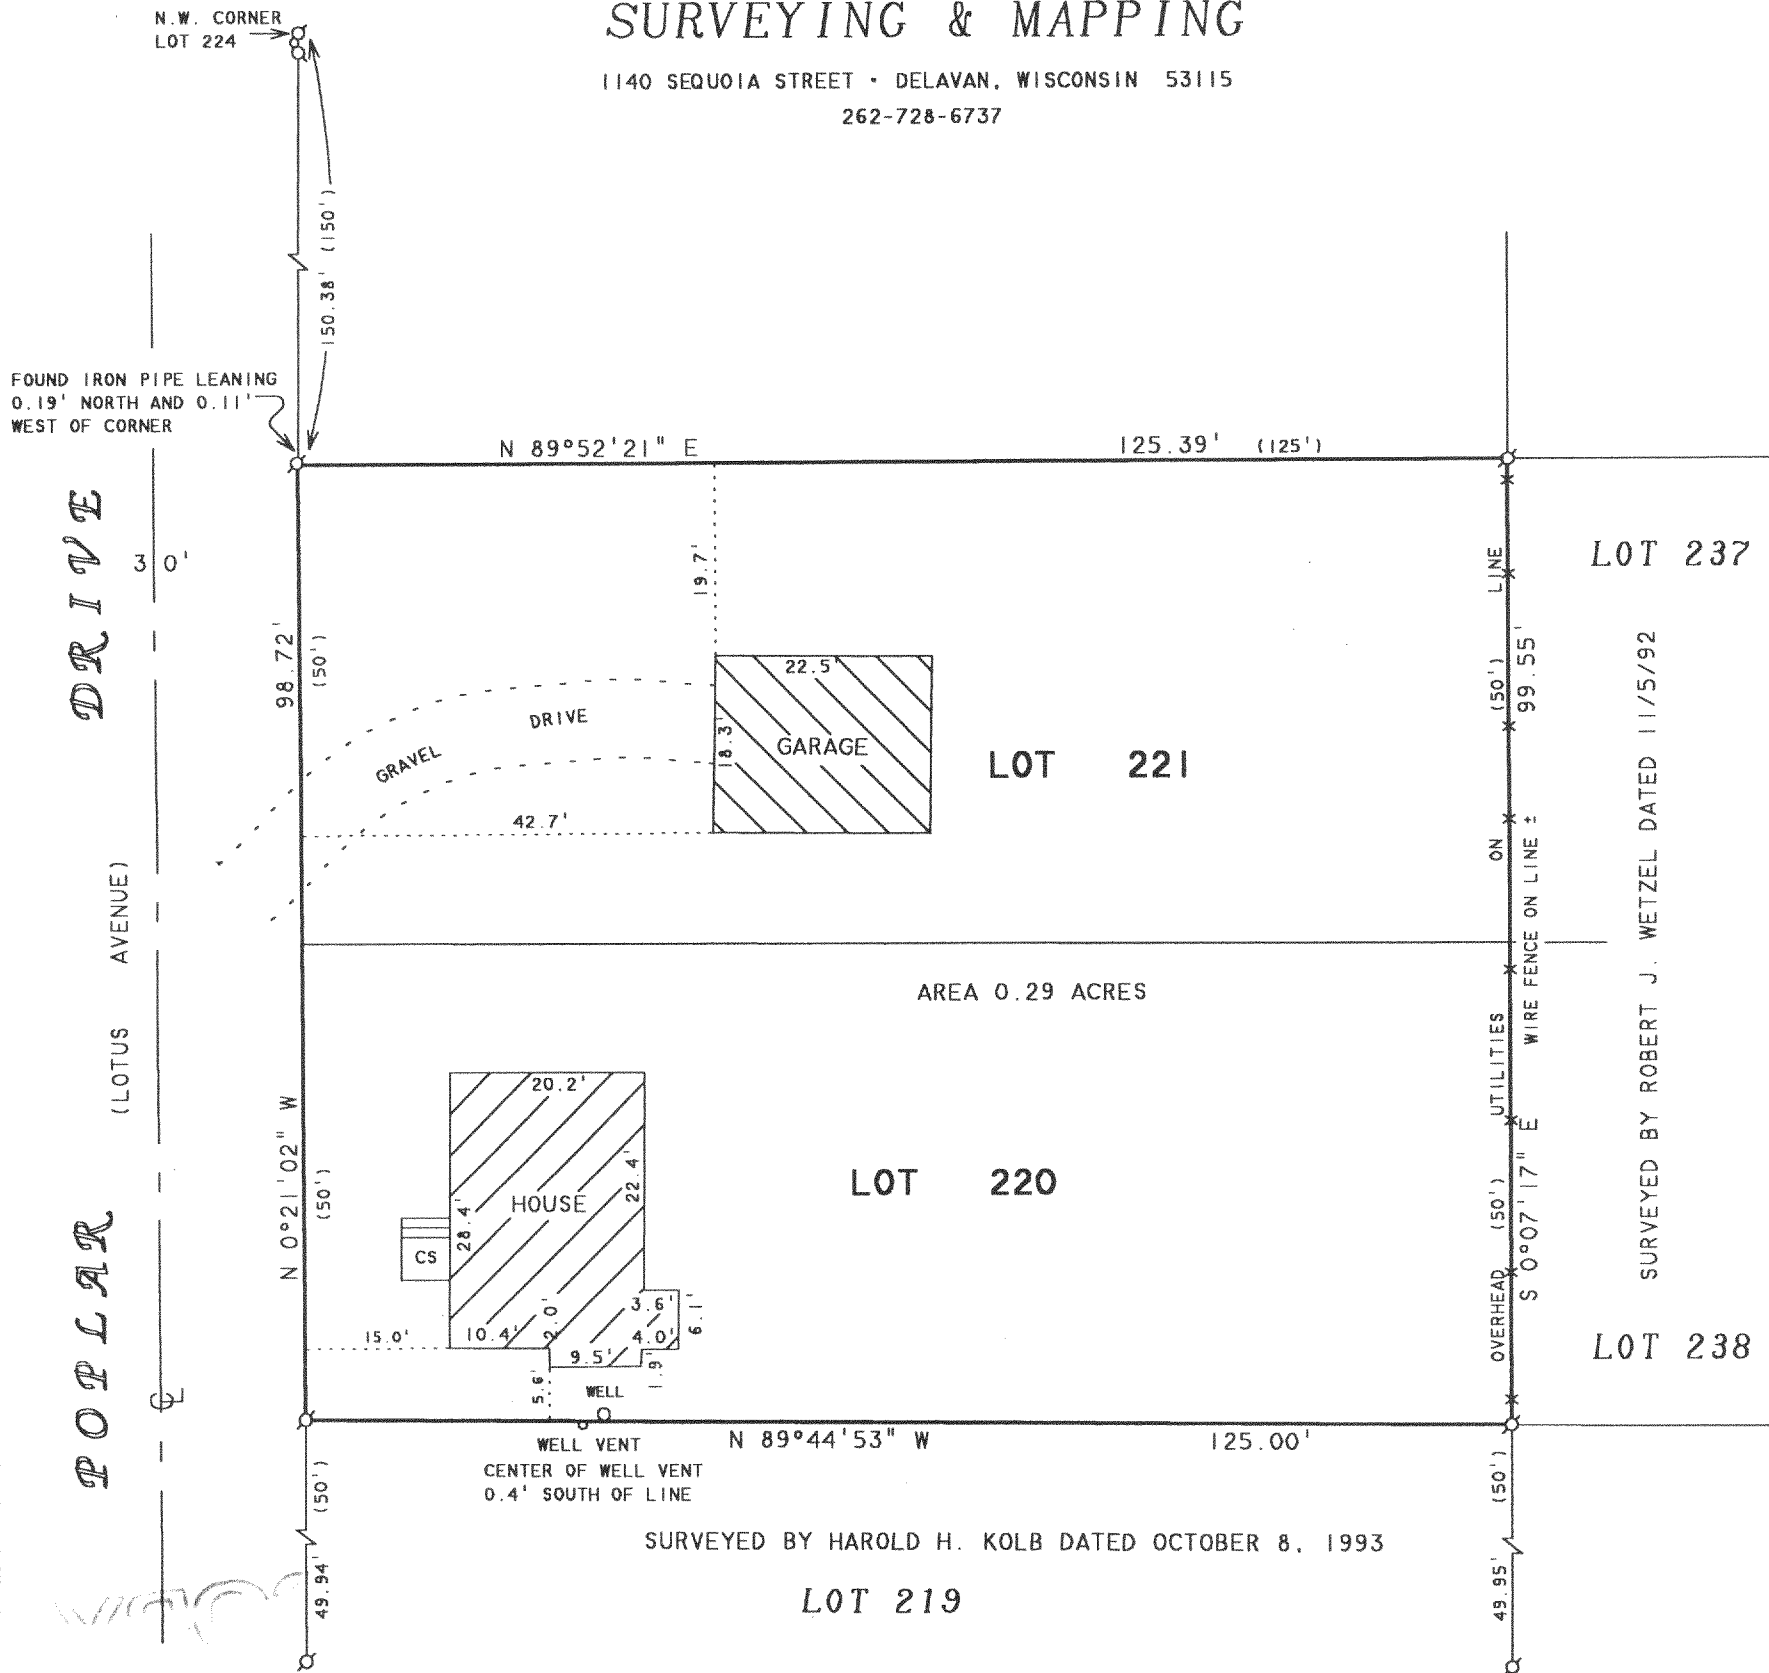 SURVEYING & MAPPING
1140 SEQUOIA STREET · DELAVAN, WISCONSIN 53115
262-728-6737
N.W. CORNER
LOT 224
150.38' (150')
FOUND IRON PIPE LEANING
0.19' NORTH AND 0.11'
WEST OF CORNER
N 89°52'21" E
125.39' (125')
POPLAR DRIVE
(LOTUS AVENUE)
30'
98.72'
(50')
19.7'
22.5'
18.3'
GARAGE
GRAVEL DRIVE
42.7'
LOT 221
OVERHEAD UTILITIES ON LINE
(50')
99.55'
WIRE FENCE ON LINE ±
LOT 237
SURVEYED BY ROBERT J. WETZEL DATED 11/5/92
AREA 0.29 ACRES
N 0°21'02" W
(50')
20.2'
22.4'
HOUSE
28.4'
CS
LOT 220
(50')
S 0°07'17" E
LOT 238
3.6'
6.1'
15.0'
10.4'
2.0'
4.0'
9.5'
1.9'
5.6'
WELL
WELL VENT
CENTER OF WELL VENT
0.4' SOUTH OF LINE
N 89°44'53" W
125.00'
(50')
49.94'
(50')
49.95'
SURVEYED BY HAROLD H. KOLB DATED OCTOBER 8, 1993
LOT 219